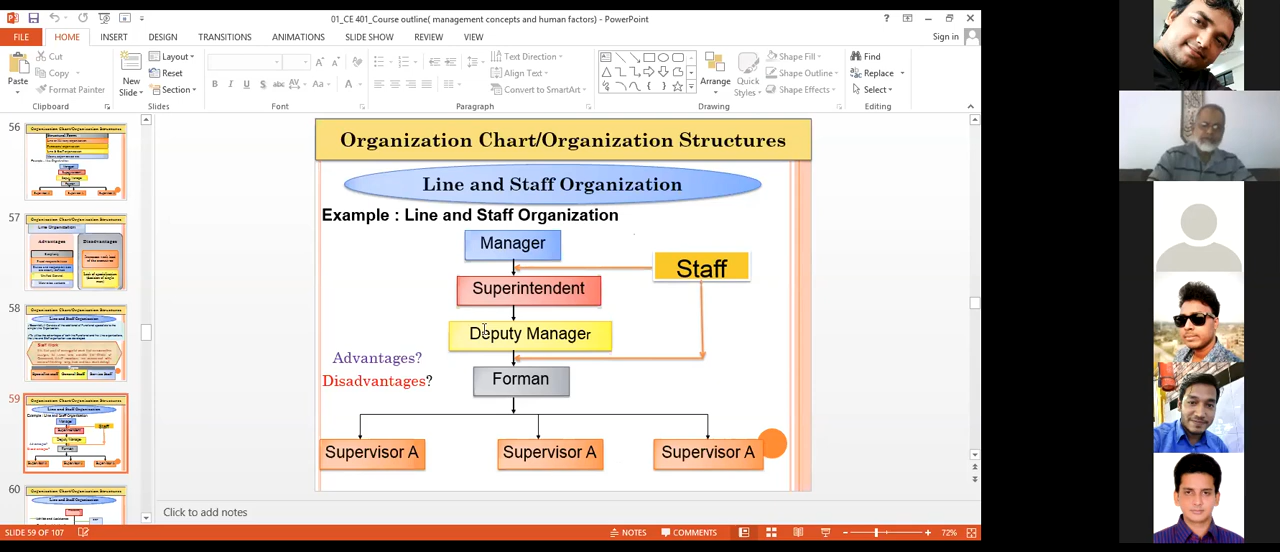 01_CE 401_Course outline( management concepts and human factors) - PowerPoint
FILE HOME INSERT DESIGN TRANSITIONS ANIMATIONS SLIDE SHOW REVIEW VIEW Sign in
Paste
Cut
Copy
Format Painter
Clipboard
New
Slide
Layout
Reset
Section
Slides
Font
Text Direction
Align Text
Convert to SmartArt
Paragraph
Arrange
Quick
Styles
Shape Fill
Shape Outline
Shape Effects
Drawing
Find
Replace
Select
Editing
56
57
58
59
60
Organization Chart/Organization Structures
Line and Staff Organization
Example : Line and Staff Organization
Manager
Staff
Superintendent
Deputy Manager
Advantages?
Disadvantages?
Forman
Supervisor A Supervisor A Supervisor A
Click to add notes
SLIDE 59 OF 107 NOTES COMMENTS 72%